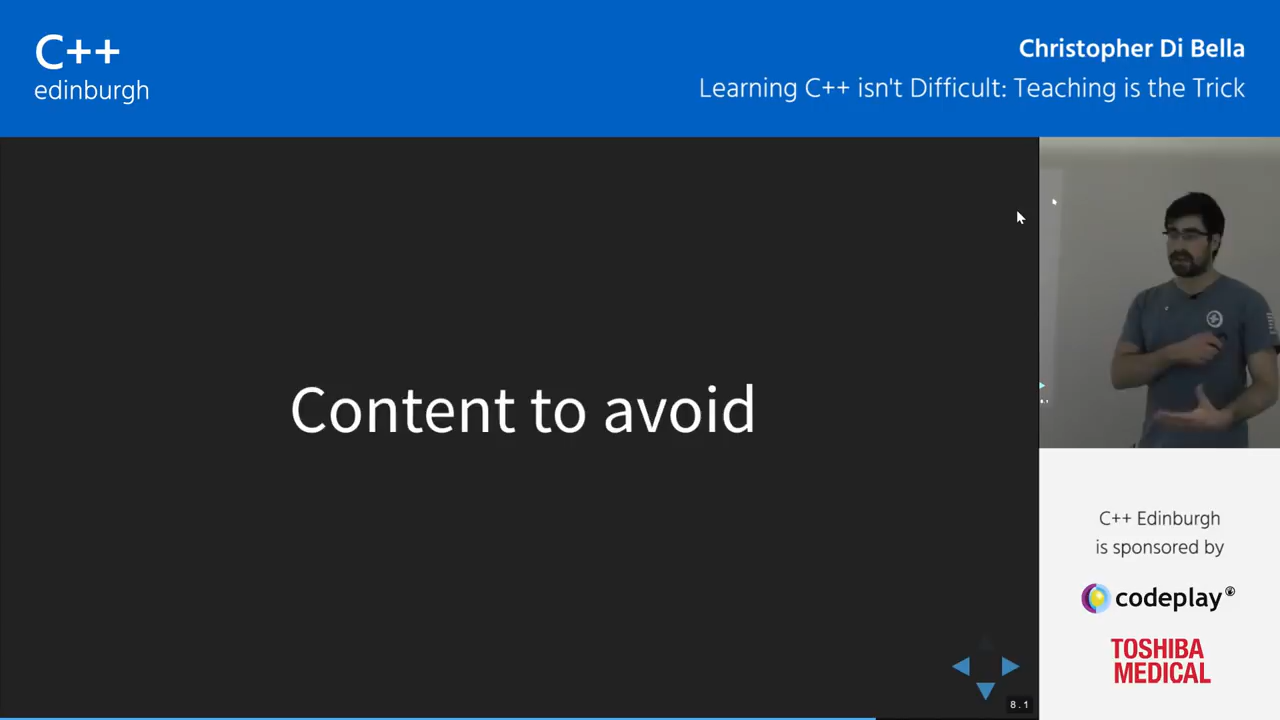 C++
edinburgh
Christopher Di Bella
Learning C++ isn't Difficult: Teaching is the Trick
Content to avoid
8.1
C++ Edinburgh
is sponsored by
codeplay®
TOSHIBA
MEDICAL